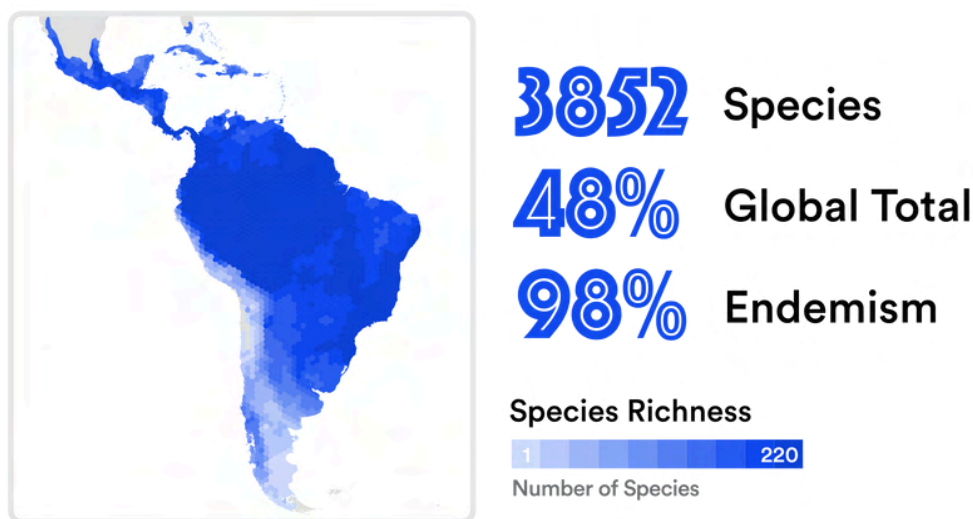 3852 Species
48% Global Total
98% Endemism
Species Richness
1 220
Number of Species